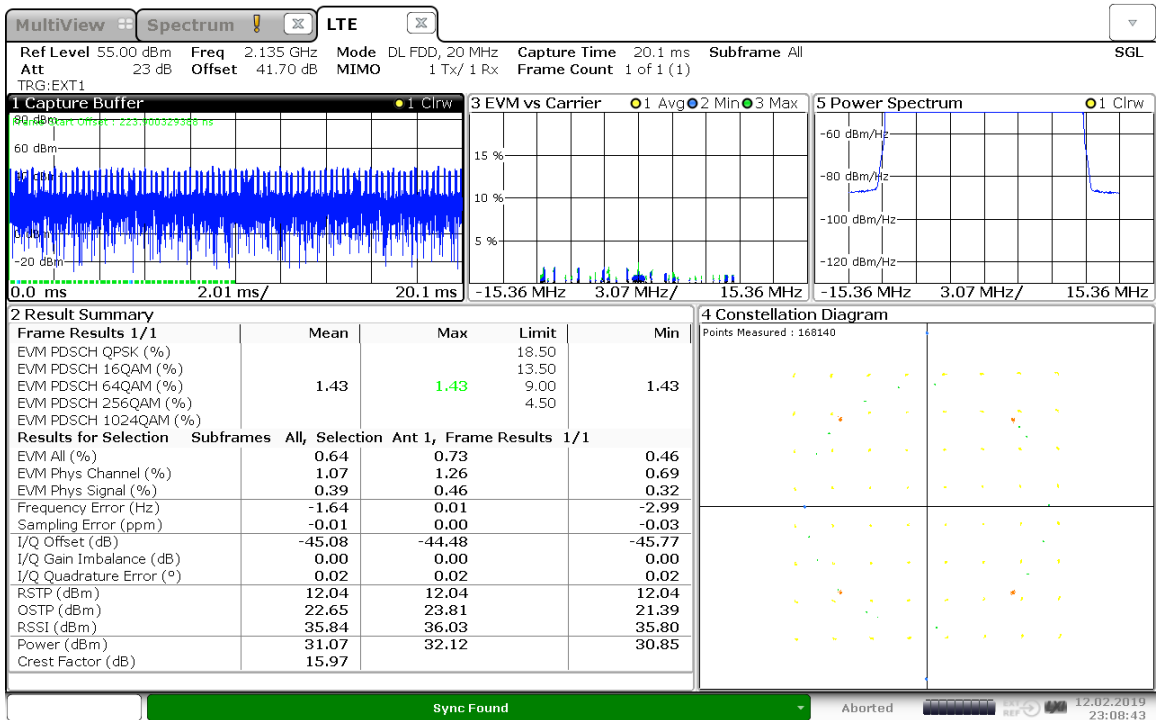 MultiView Spectrum LTE
Ref Level 55.00 dBm Freq 2.135 GHz Mode DL FDD, 20 MHz Capture Time 20.1 ms Subframe All SGL
Att 23 dB Offset 41.70 dB MIMO 1 Tx/ 1 Rx Frame Count 1 of 1 (1)
TRG:EXT1
1 Capture Buffer 1 Clrw
80 dBm
Frame Start Offset : 223.900329388 ns
60 dBm
-20 dBm
0.0 ms 2.01 ms/ 20.1 ms
3 EVM vs Carrier 1 Avg 2 Min 3 Max
15 %
10 %
5 %
-15.36 MHz 3.07 MHz/ 15.36 MHz
5 Power Spectrum 1 Clrw
-60 dBm/Hz
-80 dBm/Hz
-100 dBm/Hz
-120 dBm/Hz
-15.36 MHz 3.07 MHz/ 15.36 MHz
2 Result Summary
Frame Results 1/1 Mean Max Limit Min
EVM PDSCH QPSK (%) 18.50
EVM PDSCH 16QAM (%) 13.50
EVM PDSCH 64QAM (%) 1.43 1.43 9.00 1.43
EVM PDSCH 256QAM (%) 4.50
EVM PDSCH 1024QAM (%)
Results for Selection Subframes All, Selection Ant 1, Frame Results 1/1
EVM All (%) 0.64 0.73 0.46
EVM Phys Channel (%) 1.07 1.26 0.69
EVM Phys Signal (%) 0.39 0.46 0.32
Frequency Error (Hz) -1.64 0.01 -2.99
Sampling Error (ppm) -0.01 0.00 -0.03
I/Q Offset (dB) -45.08 -44.48 -45.77
I/Q Gain Imbalance (dB) 0.00 0.00 0.00
I/Q Quadrature Error (°) 0.02 0.02 0.02
RSTP (dBm) 12.04 12.04 12.04
OSTP (dBm) 22.65 23.81 21.39
RSSI (dBm) 35.84 36.03 35.80
Power (dBm) 31.07 32.12 30.85
Crest Factor (dB) 15.97
4 Constellation Diagram
Points Measured : 168140
Sync Found
Aborted
EXT
REF
12.02.2019
23:08:43